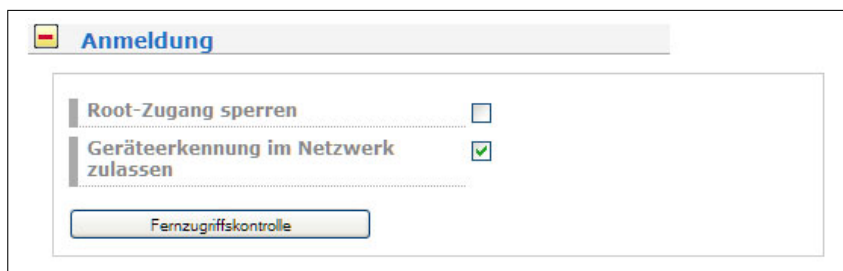 Anmeldung
Root-Zugang sperren
Geräteerkennung im Netzwerk
zulassen
Fernzugriffskontrolle